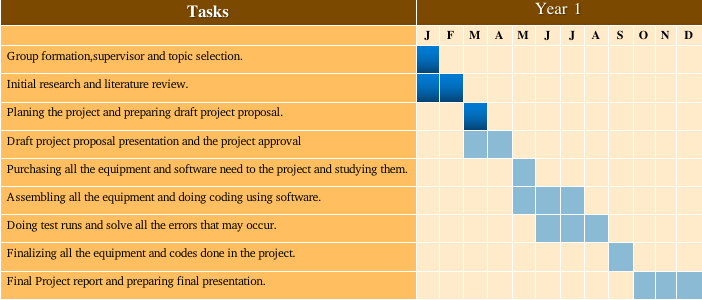 Tasks Year 1
J F M A M J J A S O N D
Group formation,supervisor and topic selection.
Initial research and literature review.
Planing the project and preparing draft project proposal.
Draft project proposal presentation and the project approval
Purchasing all the equipment and software need to the project and studying them.
Assembling all the equipment and doing coding using software.
Doing test runs and solve all the errors that may occur.
Finalizing all the equipment and codes done in the project.
Final Project report and preparing final presentation.